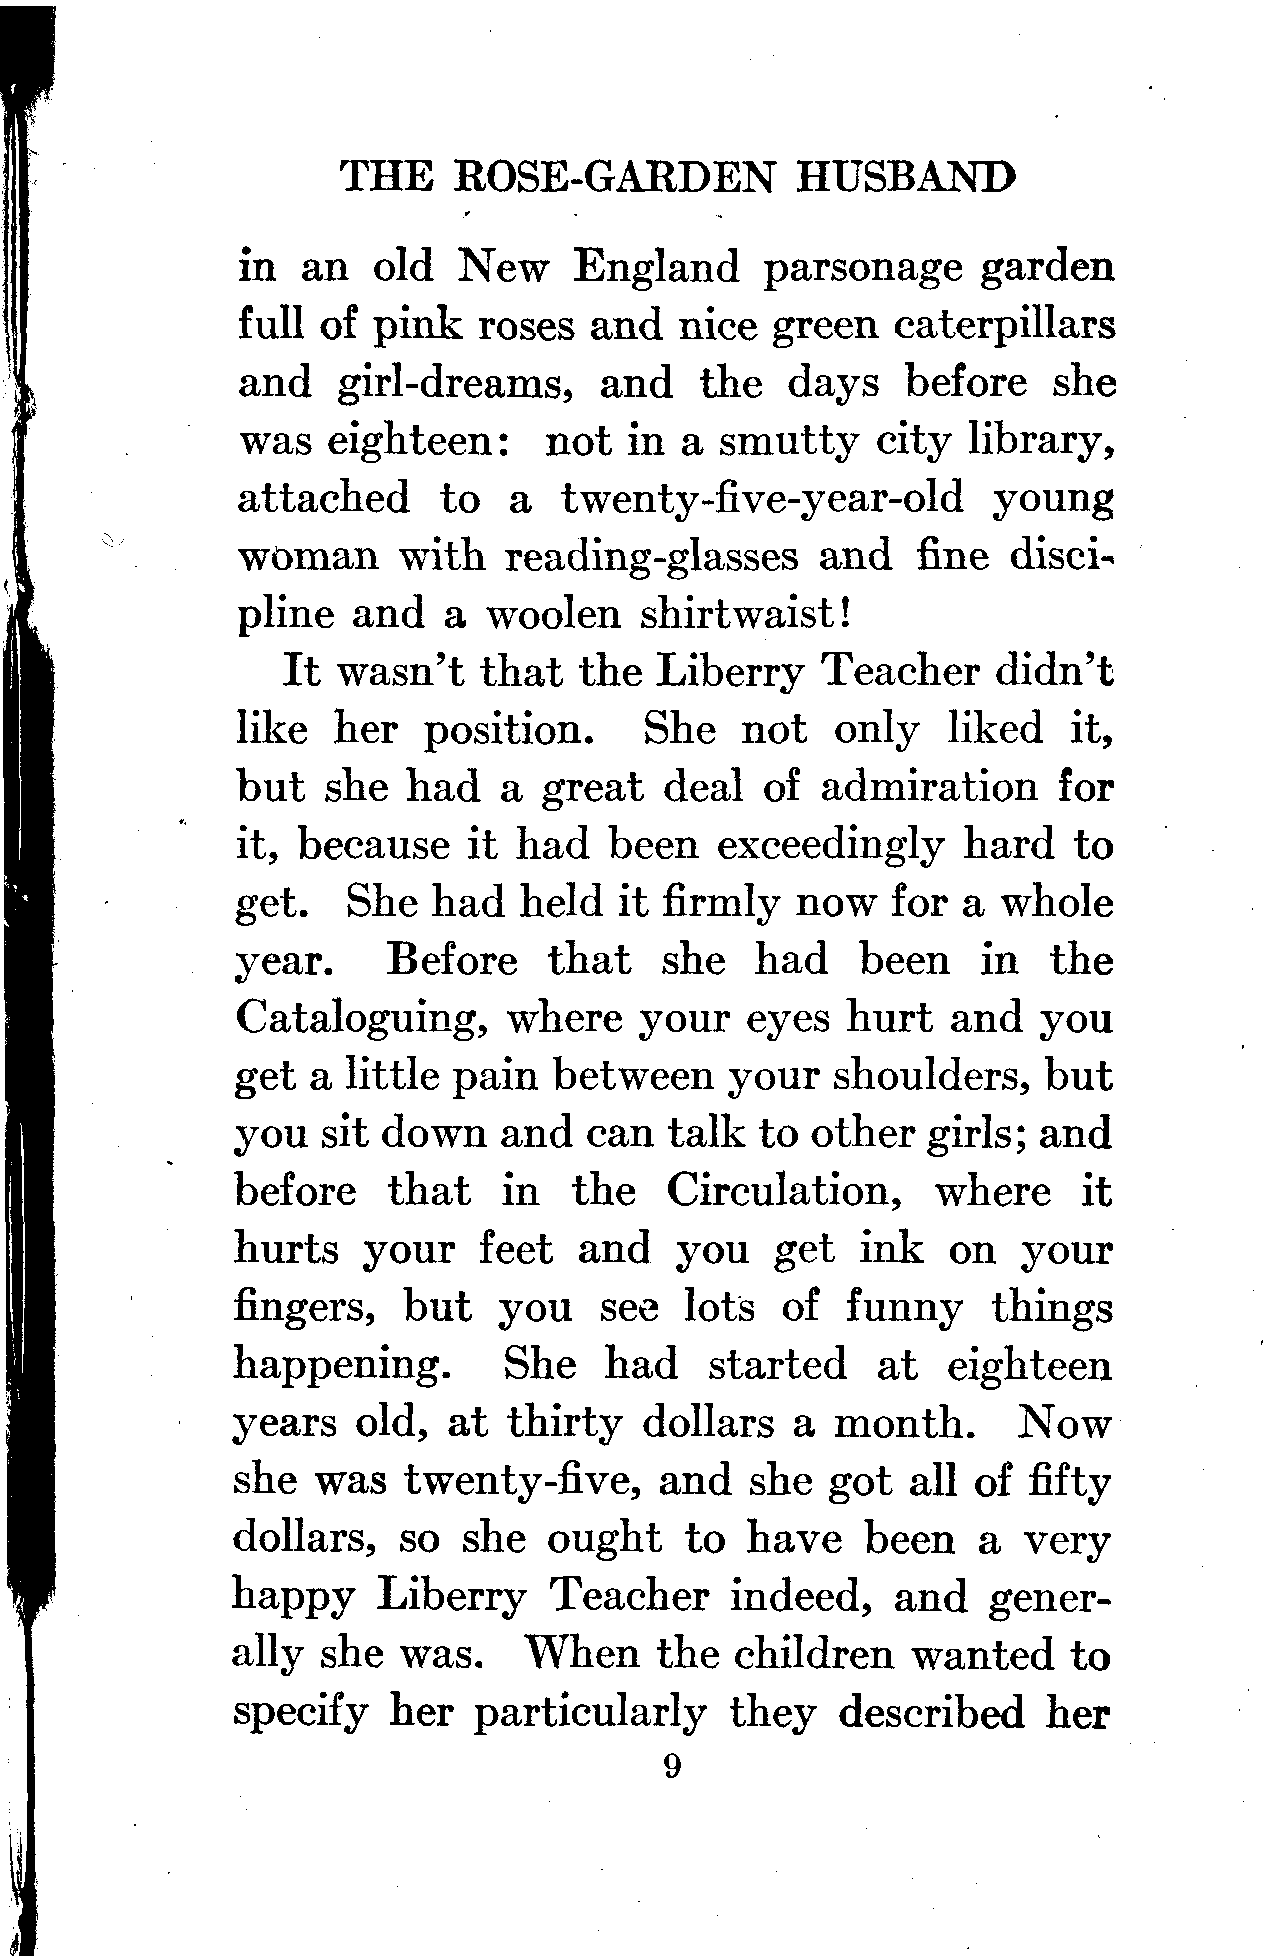 THE ROSE-GARDEN HUSBAND
in an old New England parsonage garden
full of pink roses and nice green caterpillars
and girl-dreams, and the days before she
was eighteen: not in a smutty city library,
attached to a twenty-five-year-old young
woman with reading-glasses and fine disci-
pline and a woolen shirtwaist!
It wasn't that the Liberry Teacher didn't
like her position. She not only liked it,
but she had a great deal of admiration for
it, because it had been exceedingly hard to
get. She had held it firmly now for a whole
year. Before that she had been in the
Cataloguing, where your eyes hurt and you
get a little pain between your shoulders, but
you sit down and can talk to other girls; and
before that in the Circulation, where it
hurts your feet and you get ink on your
fingers, but you see lots of funny things
happening. She had started at eighteen
years old, at thirty dollars a month. Now
she was twenty-five, and she got all of fifty
dollars, so she ought to have been a very
happy Liberry Teacher indeed, and gener-
ally she was. When the children wanted to
specify her particularly they described her
9